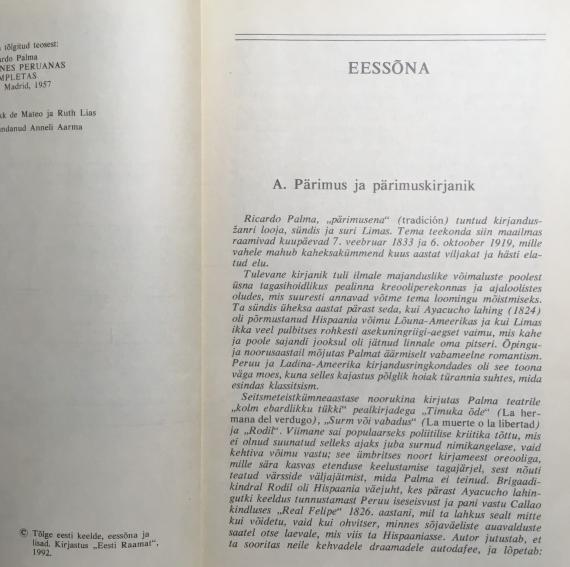 tõlgitud teosest:
rdo Palma
NES PERUANAS
MPLETAS
Madrid, 1957
kk de Mateo ja Ruth Lias
ndanud Anneli Aarma
© Tõlge eesti keelde, eessõna ja
lisad. Kirjastus „Eesti Raamat“,
1992.
EESSÕNA
A. Pärimus ja pärimuskirjanik
Ricardo Palma, „pärimusena“ (tradición) tuntud kirjandus-
žanri looja, sündis ja suri Limas. Tema teekonda siin maailmas
raamivad kuupäevad 7. veebruar 1833 ja 6. oktoober 1919, mille
vahele mahub kaheksakümmend kuus aastat viljakat ja hästi ela-
tud elu.
Tulevane kirjanik tuli ilmale majanduslike võimaluste poolest
üsna tagasihoidlikus pealinna kreooliperekonnas ja ajaloolistes
oludes, mis suuresti annavad võtme tema loomingu mõistmiseks.
Ta sündis üheksa aastat pärast seda, kui Ayacucho lahing (1824)
oli põrmustanud Hispaania võimu Lõuna-Ameerikas ja kui Limas
ikka veel pulbitses rohkesti asekuningriigi-aegset vaimu, mis kahe
ja poole sajandi jooksul oli jätnud linnale oma pitseri. Õpingu-
ja noorusaastail mõjutas Palmat äärmiselt vabameelne romantism.
Peruu ja Ladina-Ameerika kirjandusringkondades oli see toona
väga moes, kuna selles kajastus põlglik hoiak türannia suhtes, mida
esindas klassitsism.
Seitsmeteistkümneaastase noorukina kirjutas Palma teatrile
„kolm ebardlikku tükki“ pealkirjadega „Timuka õde“ (La her-
mana del verdugo), „Surm või vabadus“ (La muerte o la libertad)
ja „Rodil“. Viimane sai populaarseks poliitilise kriitika tõttu, mis
ei olnud suunatud selleks ajaks juba surnud nimikangelase, vaid
kehtiva võimu vastu; see ümbritses noort kirjameest oreooliga,
mille sära kasvas etenduse keelustamise tagajärjel, sest nõuti
teatud värsside väljajätmist, mida Palma ei teinud. Brigaadi-
kindral Rodil oli Hispaania väejuht, kes pärast Ayacucho lahin-
gutki keeldus tunnustamast Peruu iseseisvust ja pani vastu Callao
kindluses „Real Felipe“ 1826. aastani, mil ta lahkus sealt mitte
kui võidetu, vaid kui ohvitser, minnes sõjaväeliste auavalduste
saatel otse laevale, mis viis ta Hispaaniasse. Autor jutustab, et
ta sooritas neile kehvadele draamadele autodafee, ja lõpetab: